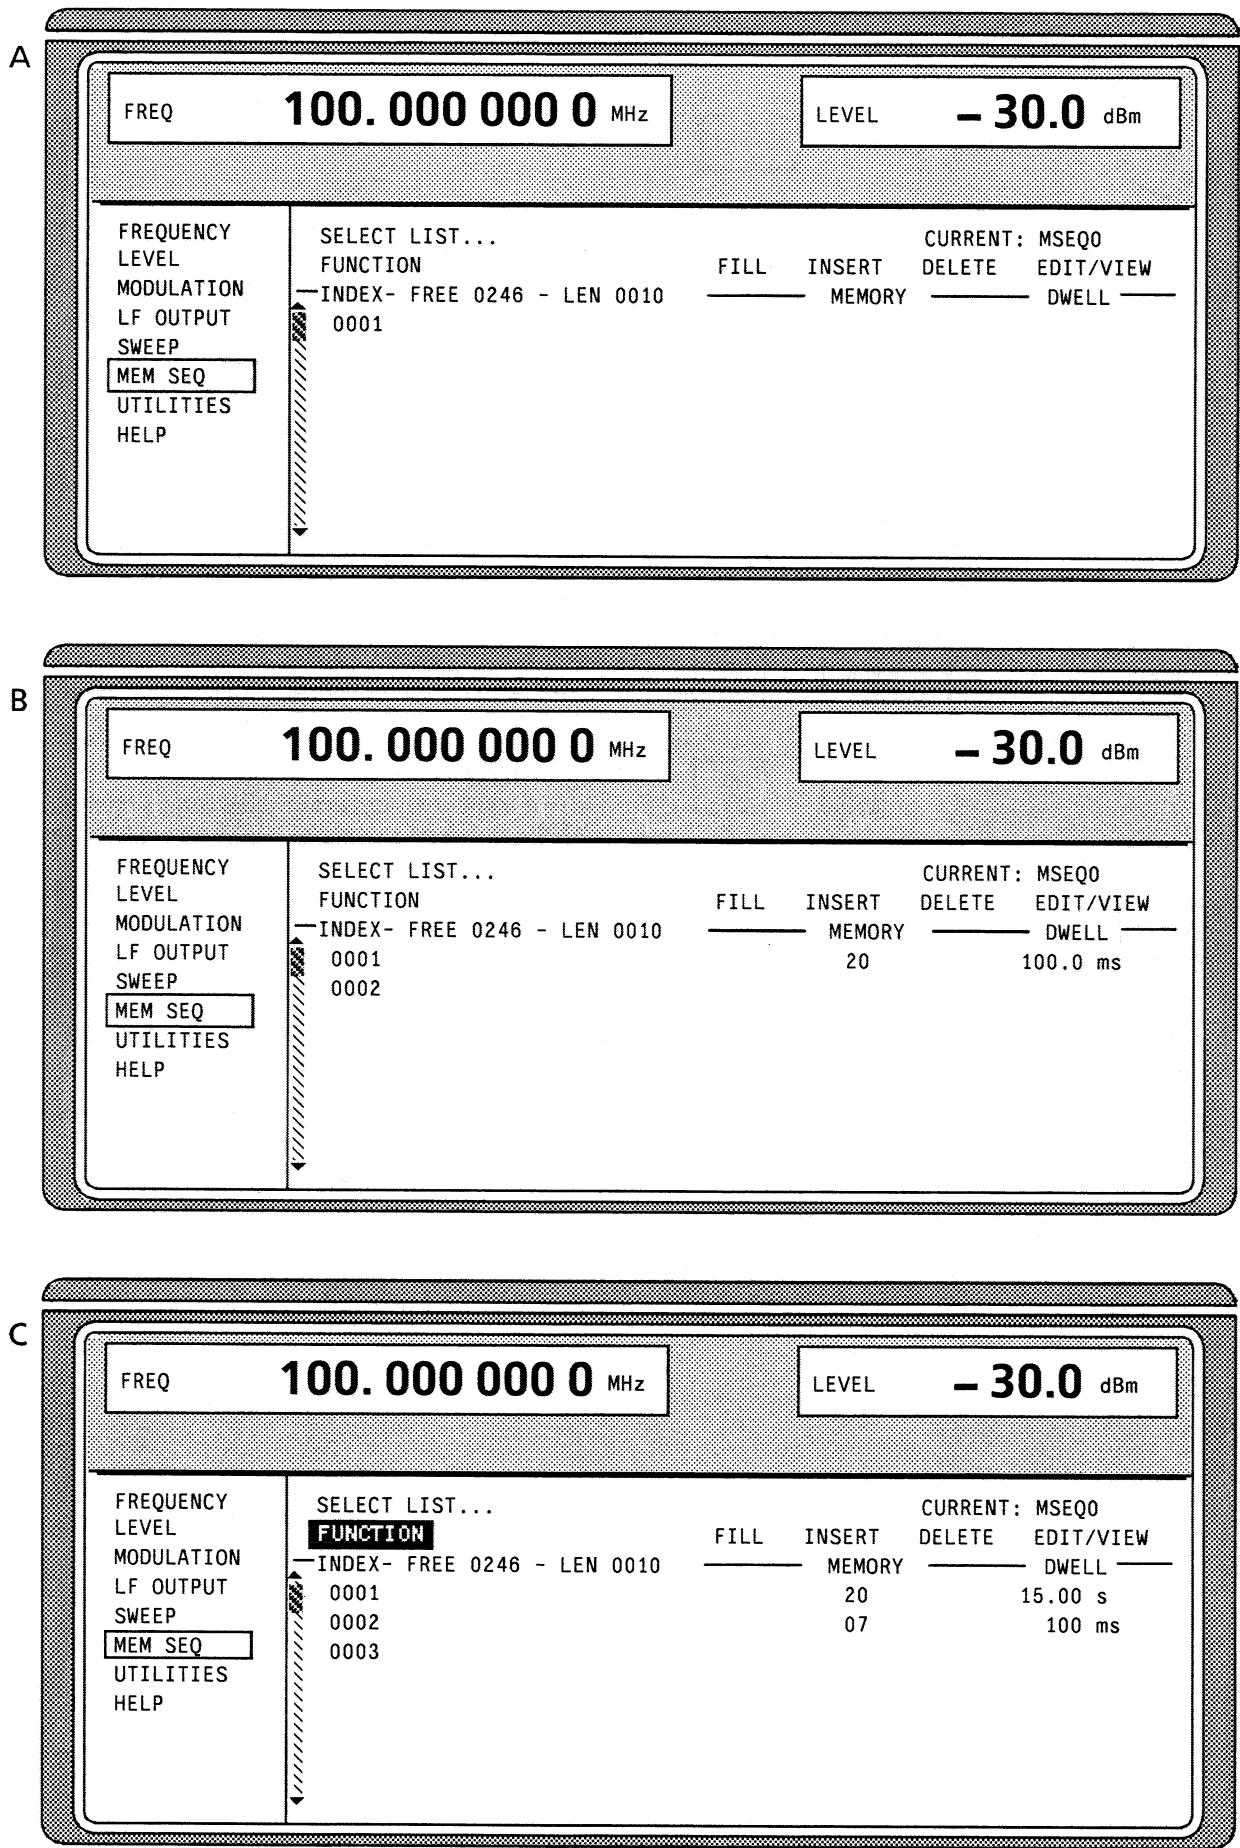 A
FREQ 100. 000 000 0 MHz LEVEL – 30.0 dBm
FREQUENCY
LEVEL
MODULATION
LF OUTPUT
SWEEP
MEM SEQ
UTILITIES
HELP
SELECT LIST... CURRENT: MSEQ0
FUNCTION FILL INSERT DELETE EDIT/VIEW
INDEX- FREE 0246 - LEN 0010 MEMORY DWELL
0001
B
FREQ 100. 000 000 0 MHz LEVEL – 30.0 dBm
FREQUENCY
LEVEL
MODULATION
LF OUTPUT
SWEEP
MEM SEQ
UTILITIES
HELP
SELECT LIST... CURRENT: MSEQ0
FUNCTION FILL INSERT DELETE EDIT/VIEW
INDEX- FREE 0246 - LEN 0010 MEMORY DWELL
0001 20 100.0 ms
0002
C
FREQ 100. 000 000 0 MHz LEVEL – 30.0 dBm
FREQUENCY
LEVEL
MODULATION
LF OUTPUT
SWEEP
MEM SEQ
UTILITIES
HELP
SELECT LIST... CURRENT: MSEQ0
FUNCTION FILL INSERT DELETE EDIT/VIEW
INDEX- FREE 0246 - LEN 0010 MEMORY DWELL
0001 20 15.00 s
0002 07 100 ms
0003